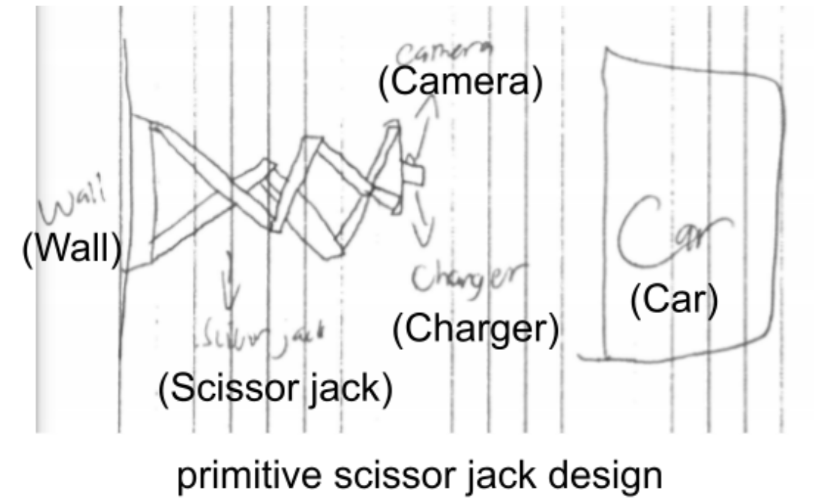 camera
(Camera)
Wall
(Wall)
Car
(Car)
Charger
(Charger)
Scissor jack
(Scissor jack)
primitive scissor jack design